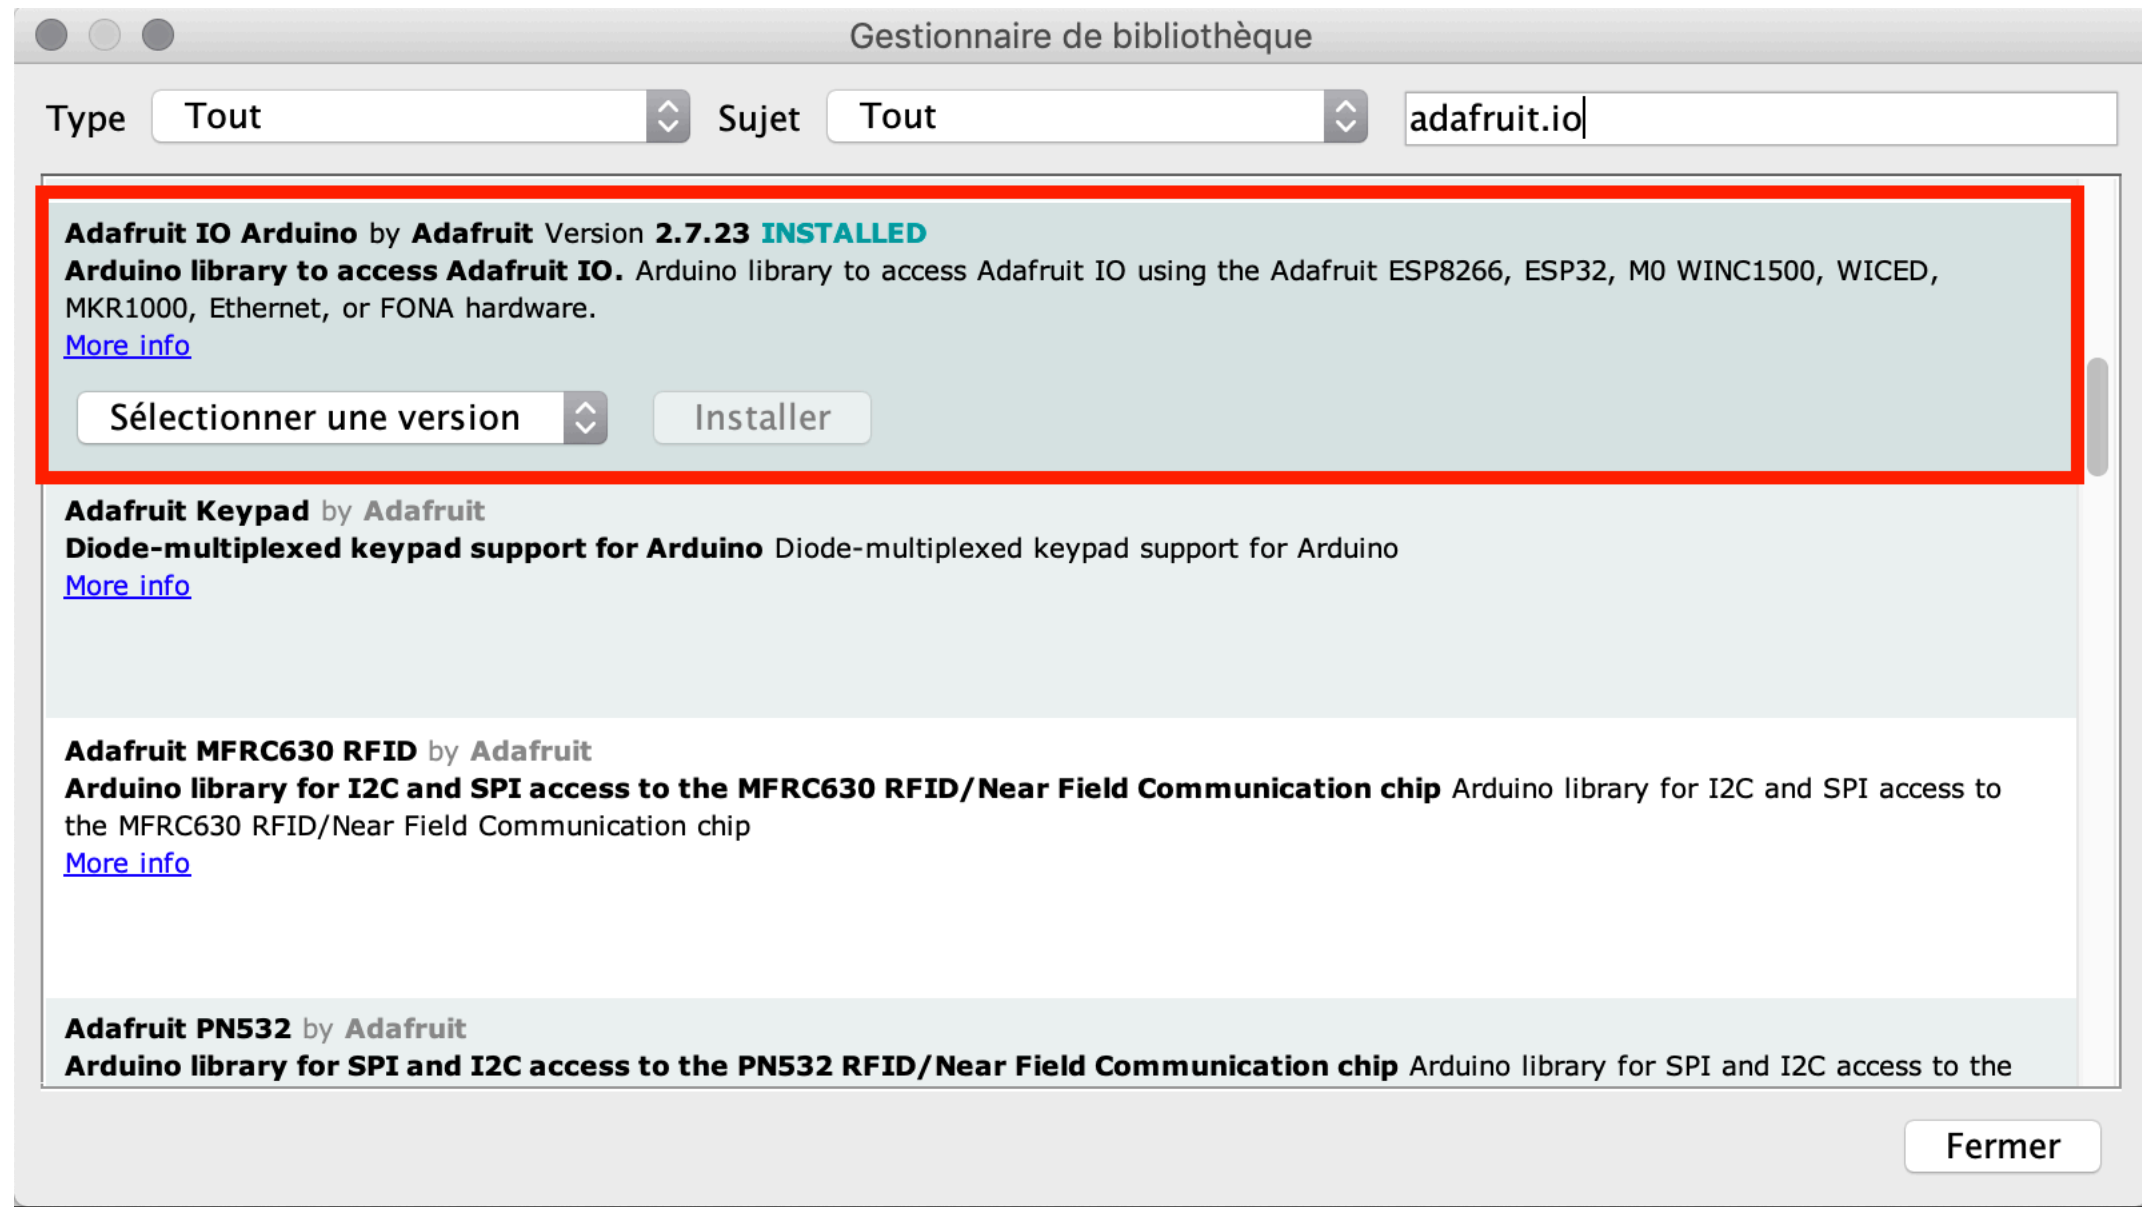 Gestionnaire de bibliothèque
Type Tout Sujet Tout adafruit.io
Adafruit IO Arduino by Adafruit Version 2.7.23 INSTALLED
Arduino library to access Adafruit IO. Arduino library to access Adafruit IO using the Adafruit ESP8266, ESP32, M0 WINC1500, WICED,
MKR1000, Ethernet, or FONA hardware.
More info
Sélectionner une version Installer
Adafruit Keypad by Adafruit
Diode-multiplexed keypad support for Arduino Diode-multiplexed keypad support for Arduino
More info
Adafruit MFRC630 RFID by Adafruit
Arduino library for I2C and SPI access to the MFRC630 RFID/Near Field Communication chip Arduino library for I2C and SPI access to
the MFRC630 RFID/Near Field Communication chip
More info
Adafruit PN532 by Adafruit
Arduino library for SPI and I2C access to the PN532 RFID/Near Field Communication chip Arduino library for SPI and I2C access to the
Fermer